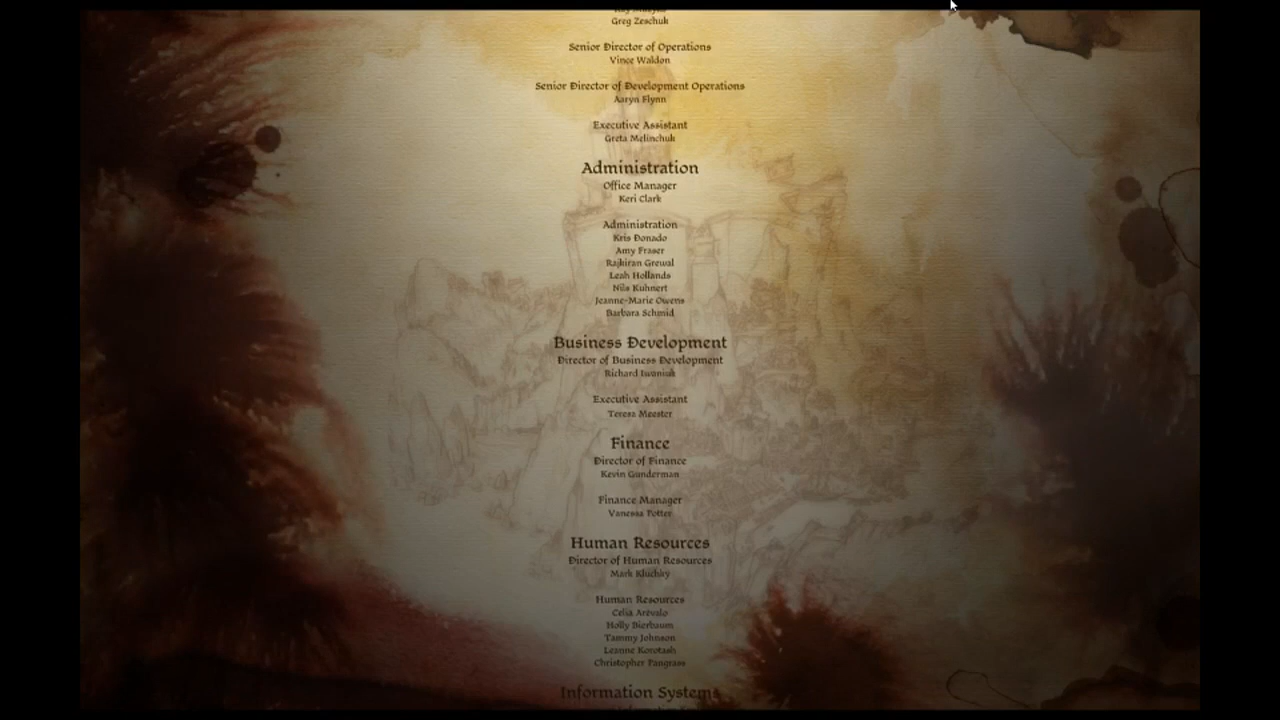 Greg Zeschuk
Senior Director of Operations
Vince Waldon
Senior Director of Development Operations
Aaryn Flynn
Executive Assistant
Greta Melinchuk
Administration
Office Manager
Keri Clark
Administration
Kris Donado
Amy Fraser
Rajkiran Grewal
Leah Hollands
Nils Kuhnert
Jeanne-Marie Owens
Barbara Schmid
Business Development
Director of Business Development
Richard Iwaniuk
Executive Assistant
Teresa Meester
Finance
Director of Finance
Kevin Gunderman
Finance Manager
Vanessa Potter
Human Resources
Director of Human Resources
Mark Kluchky
Human Resources
Celia Arevalo
Holly Bierbaum
Tammy Johnson
Leanne Korotash
Christopher Pangrass
Information Systems